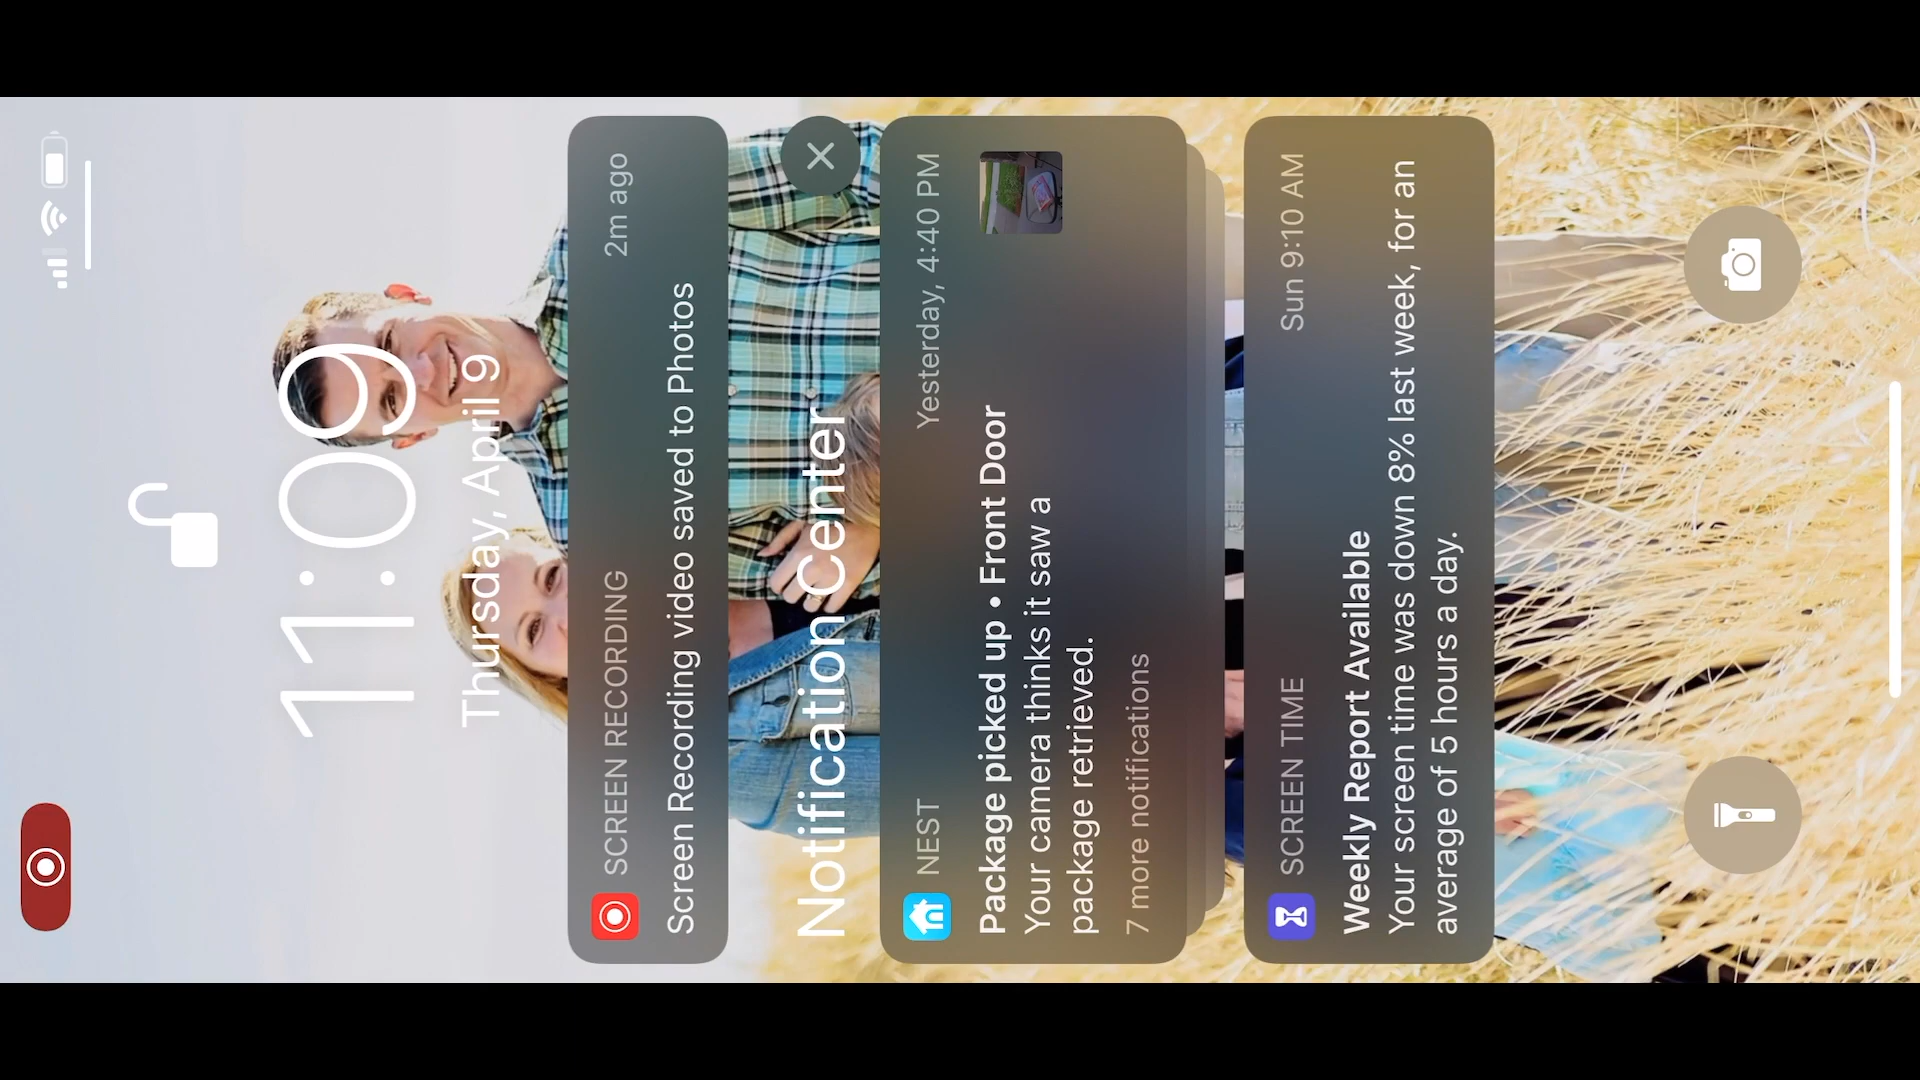 11:09
Thursday, April 9
SCREEN RECORDING
2m ago
Screen Recording video saved to Photos
Notification Center
NEST
Yesterday, 4:40 PM
Package picked up • Front Door
Your camera thinks it saw a
package retrieved.
7 more notifications
SCREEN TIME
Sun 9:10 AM
Weekly Report Available
Your screen time was down 8% last week, for an
average of 5 hours a day.